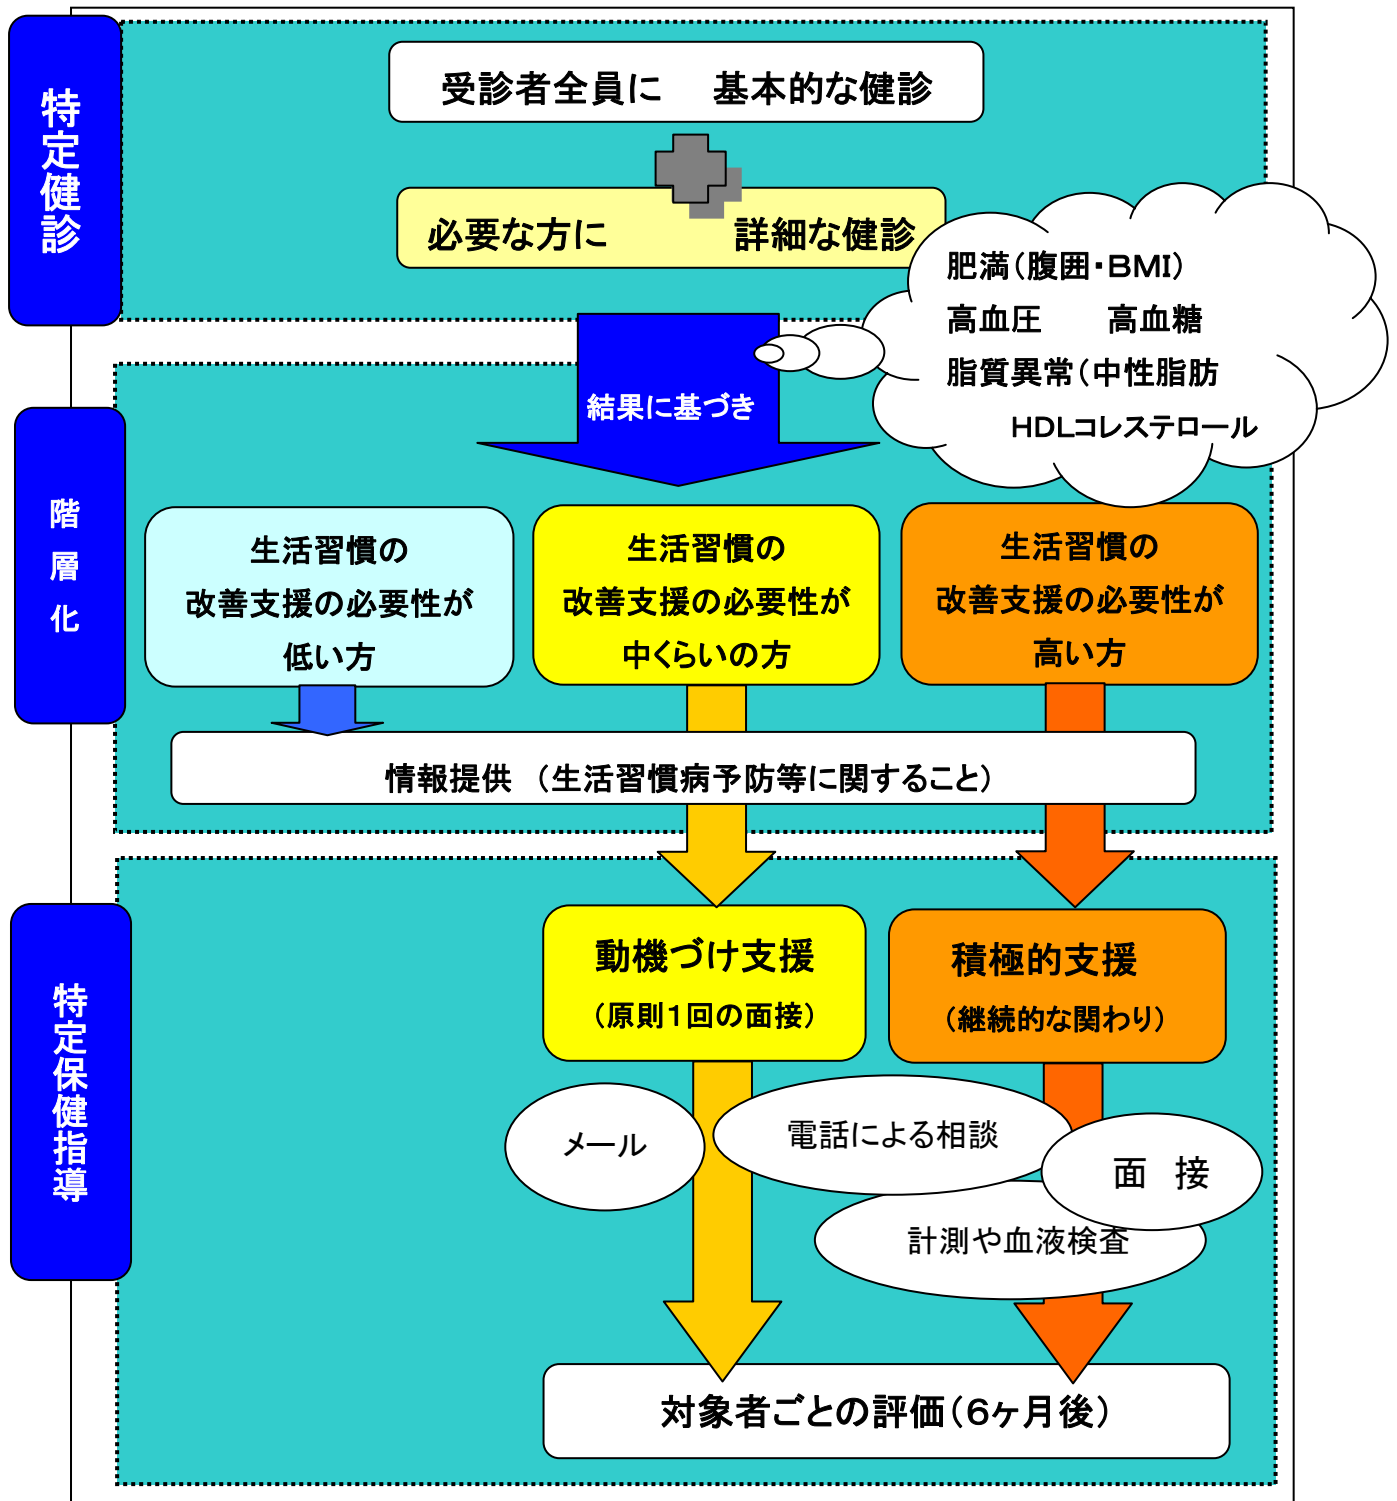 特定健診
受診者全員に　基本的な健診
必要な方に　詳細な健診
肥満（腹囲・BMI）
高血圧　高血糖
脂質異常（中性脂肪
HDLコレステロール
結果に基づき
階層化
生活習慣の
改善支援の必要性が
低い方
生活習慣の
改善支援の必要性が
中くらいの方
生活習慣の
改善支援の必要性が
高い方
情報提供　（生活習慣病予防等に関すること）
特定保健指導
動機づけ支援
（原則１回の面接）
積極的支援
（継続的な関わり）
メール
電話による相談
面　接
計測や血液検査
対象者ごとの評価（６ヶ月後）